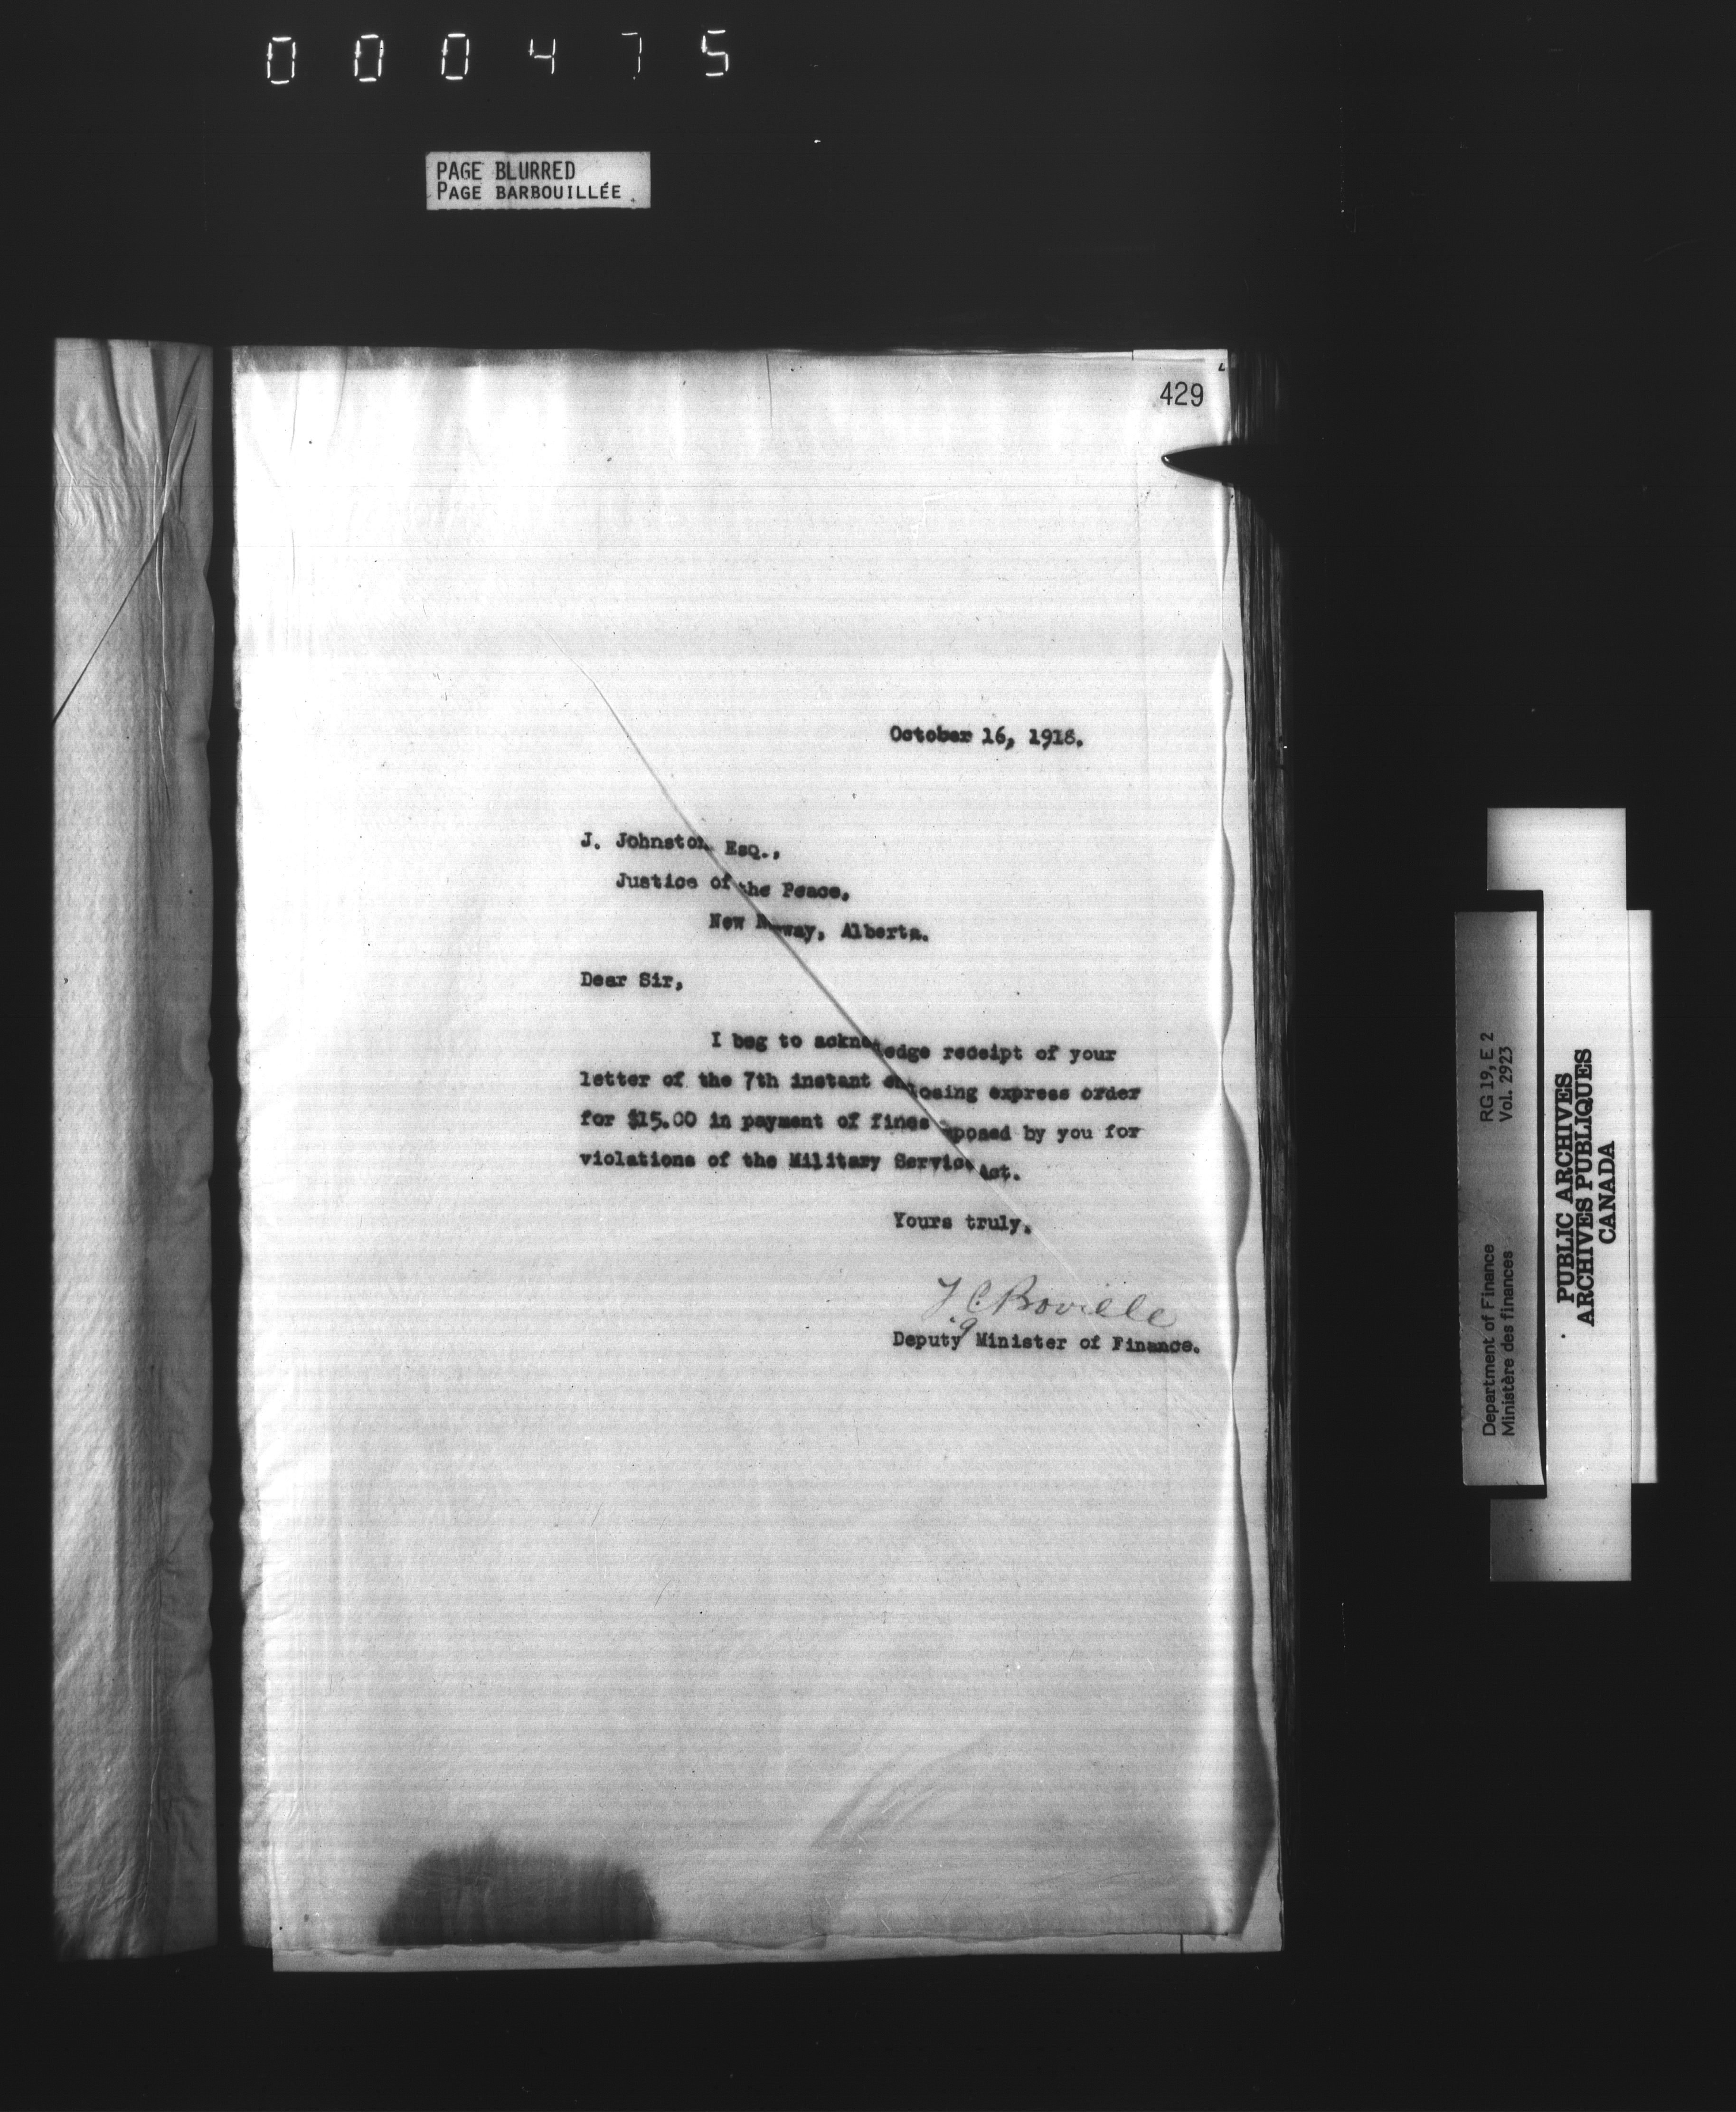 000475
PAGE BLURRED
PAGE BARBOUILLÉE
429
October 16, 1918.
J. Johnston Esq.,
Justice of the Peace,
New Norway, Alberta.
Dear Sir,
I beg to acknowledge receipt of your
letter of the 7th instant enclosing express order
for $15.00 in payment of fines imposed by you for
violations of the Military Service Act.
Yours truly,
T C Boville
Deputy Minister of Finance.
Department of Finance RG 19, E 2
Ministère des finances Vol. 2923
PUBLIC ARCHIVES
ARCHIVES PUBLIQUES
CANADA